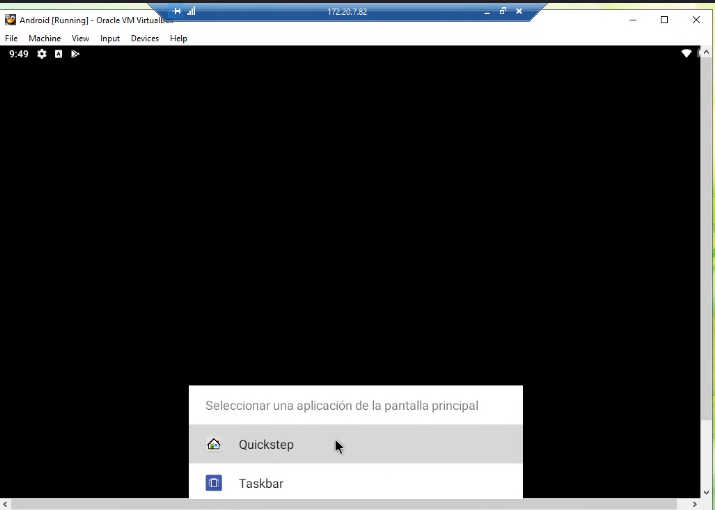 172.20.7.82
Android [Running] - Oracle VM VirtualBox
File Machine View Input Devices Help
9:49
Seleccionar una aplicación de la pantalla principal
Quickstep
Taskbar